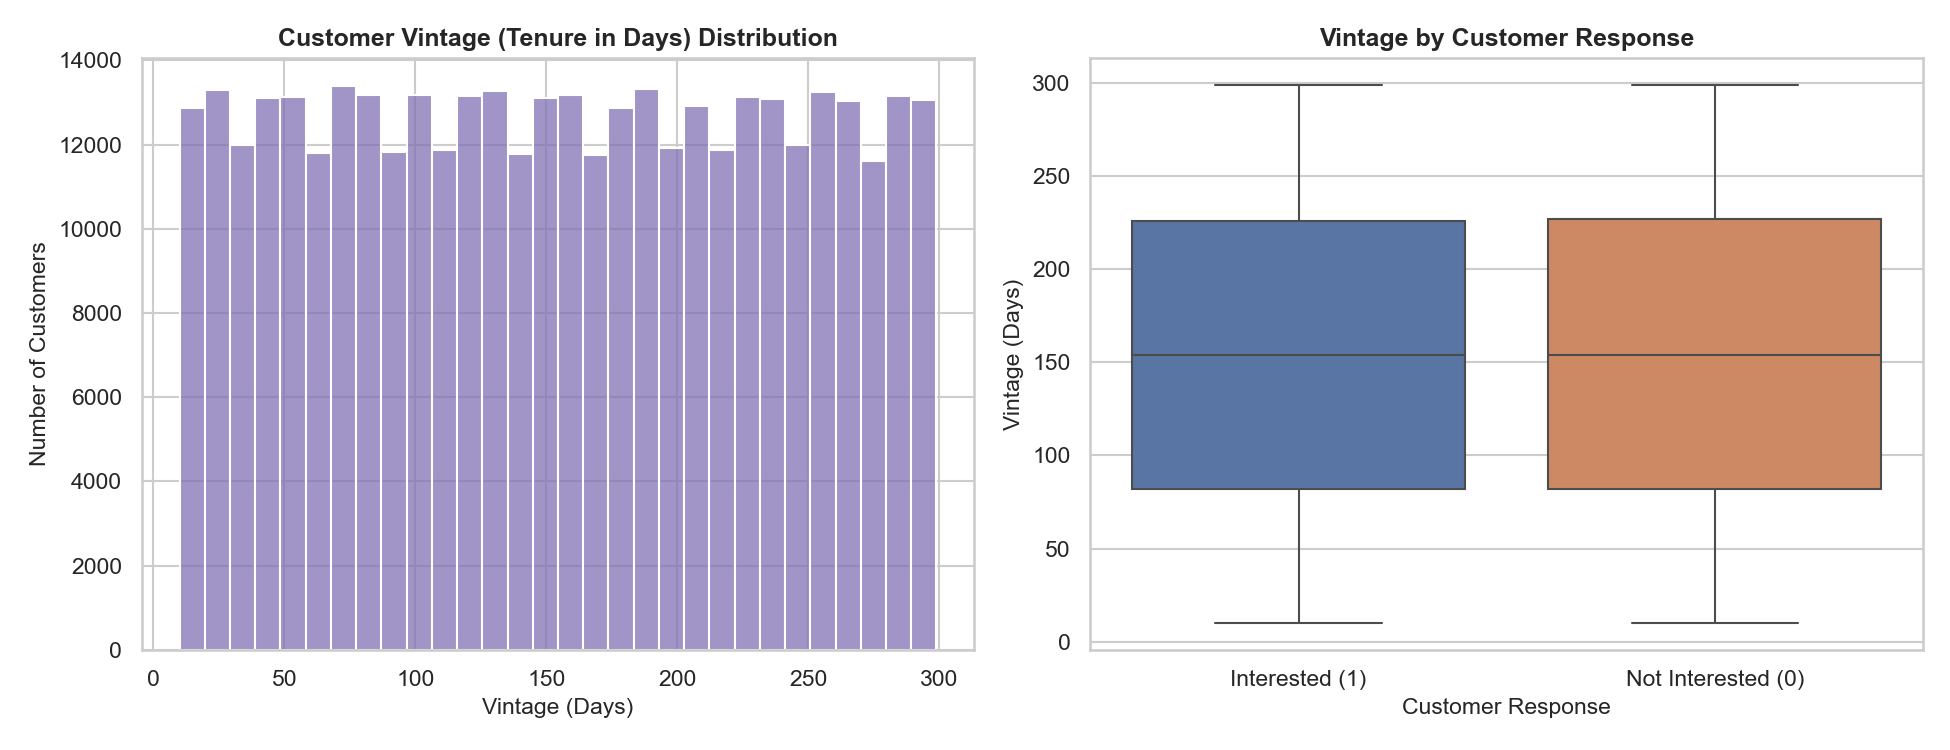 Customer Vintage (Tenure in Days) Distribution
14000
12000
10000
8000
6000
4000
2000
0
Number of Customers
0 50 100 150 200 250 300
Vintage (Days)
Vintage by Customer Response
300
250
200
150
100
50
0
Vintage (Days)
Interested (1) Not Interested (0)
Customer Response